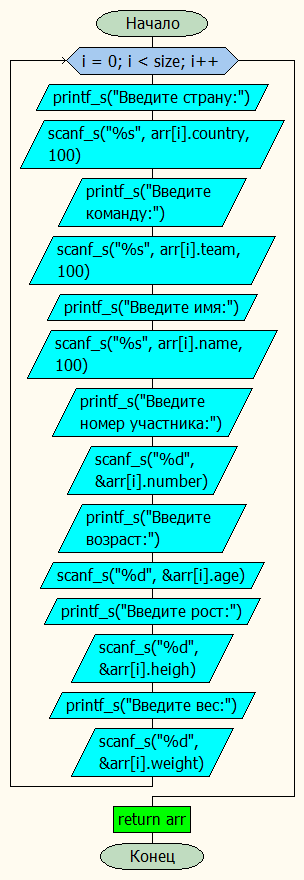 Начало
i = 0; i < size; i++
printf_s("Введите страну:")
scanf_s("%s", arr[i].country,
100)
printf_s("Введите
команду:")
scanf_s("%s", arr[i].team,
100)
printf_s("Введите имя:")
scanf_s("%s", arr[i].name,
100)
printf_s("Введите
номер участника:")
scanf_s("%d",
&arr[i].number)
printf_s("Введите
возраст:")
scanf_s("%d", &arr[i].age)
printf_s("Введите рост:")
scanf_s("%d",
&arr[i].heigh)
printf_s("Введите вес:")
scanf_s("%d",
&arr[i].weight)
return arr
Конец